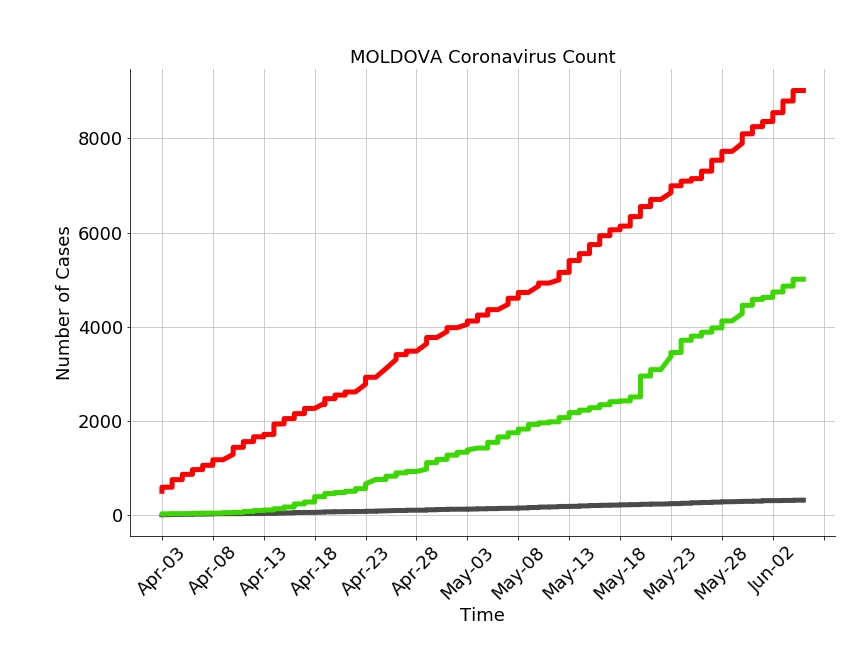 MOLDOVA Coronavirus Count
Number of Cases
8000
6000
4000
2000
0
Apr-03
Apr-08
Apr-13
Apr-18
Apr-23
Apr-28
May-03
May-08
May-13
May-18
May-23
May-28
Jun-02
Time